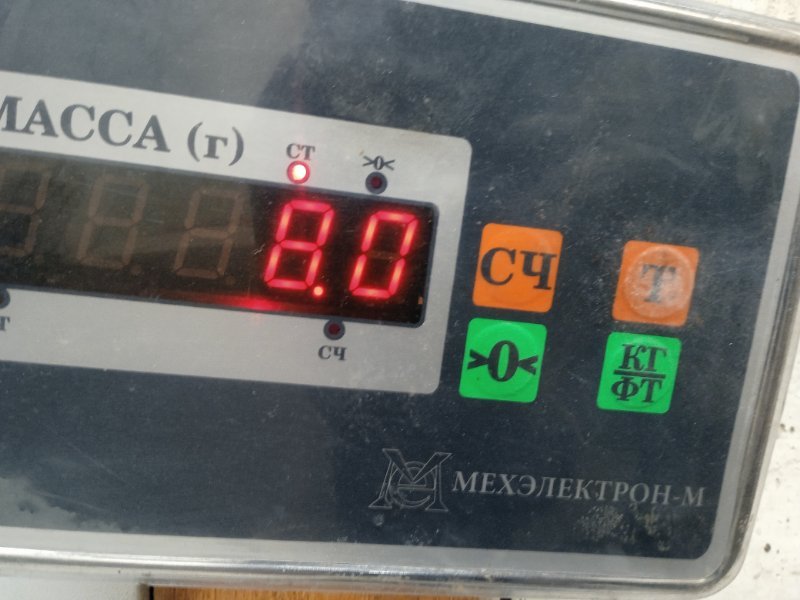 МАССА (г)
СТ
>0<
8.0
СЧ
СЧ
Т
>0<
КГ
ФТ
МЕХЭЛЕКТРОН-М